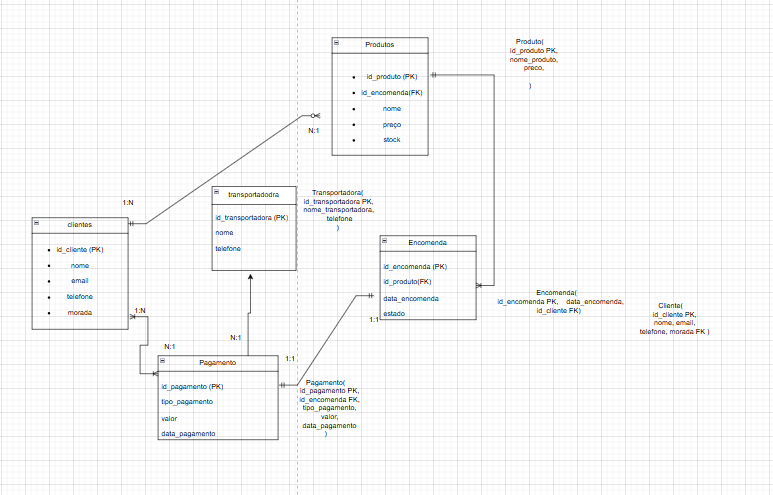 Produtos
id_produto (PK)
id_encomenda(FK)
nome
preço
stock
Produto(
id_produto PK,
nome_produto,
preco,
)
N:1
1:N
transportadodra
id_transportadora (PK)
nome
telefone
Transportadora(
id_transportadora PK,
nome_transportadora,
telefone
)
clientes
id_cliente (PK)
nome
email
telefone
morada
Encomenda
id_encomenda (PK)
id_produto(FK)
data_encomenda
estado
Encomenda(
id_encomenda PK, data_encomenda,
id_cliente FK)
Cliente(
id_cliente PK,
nome, email,
telefone, morada FK )
1:N
N:1
N:1
1:1
1:1
Pagamento
id_pagamento (PK)
tipo_pagamento
valor
data_pagamento
Pagamento(
id_pagamento PK,
id_encomenda FK,
tipo_pagamento,
valor,
data_pagamento
)